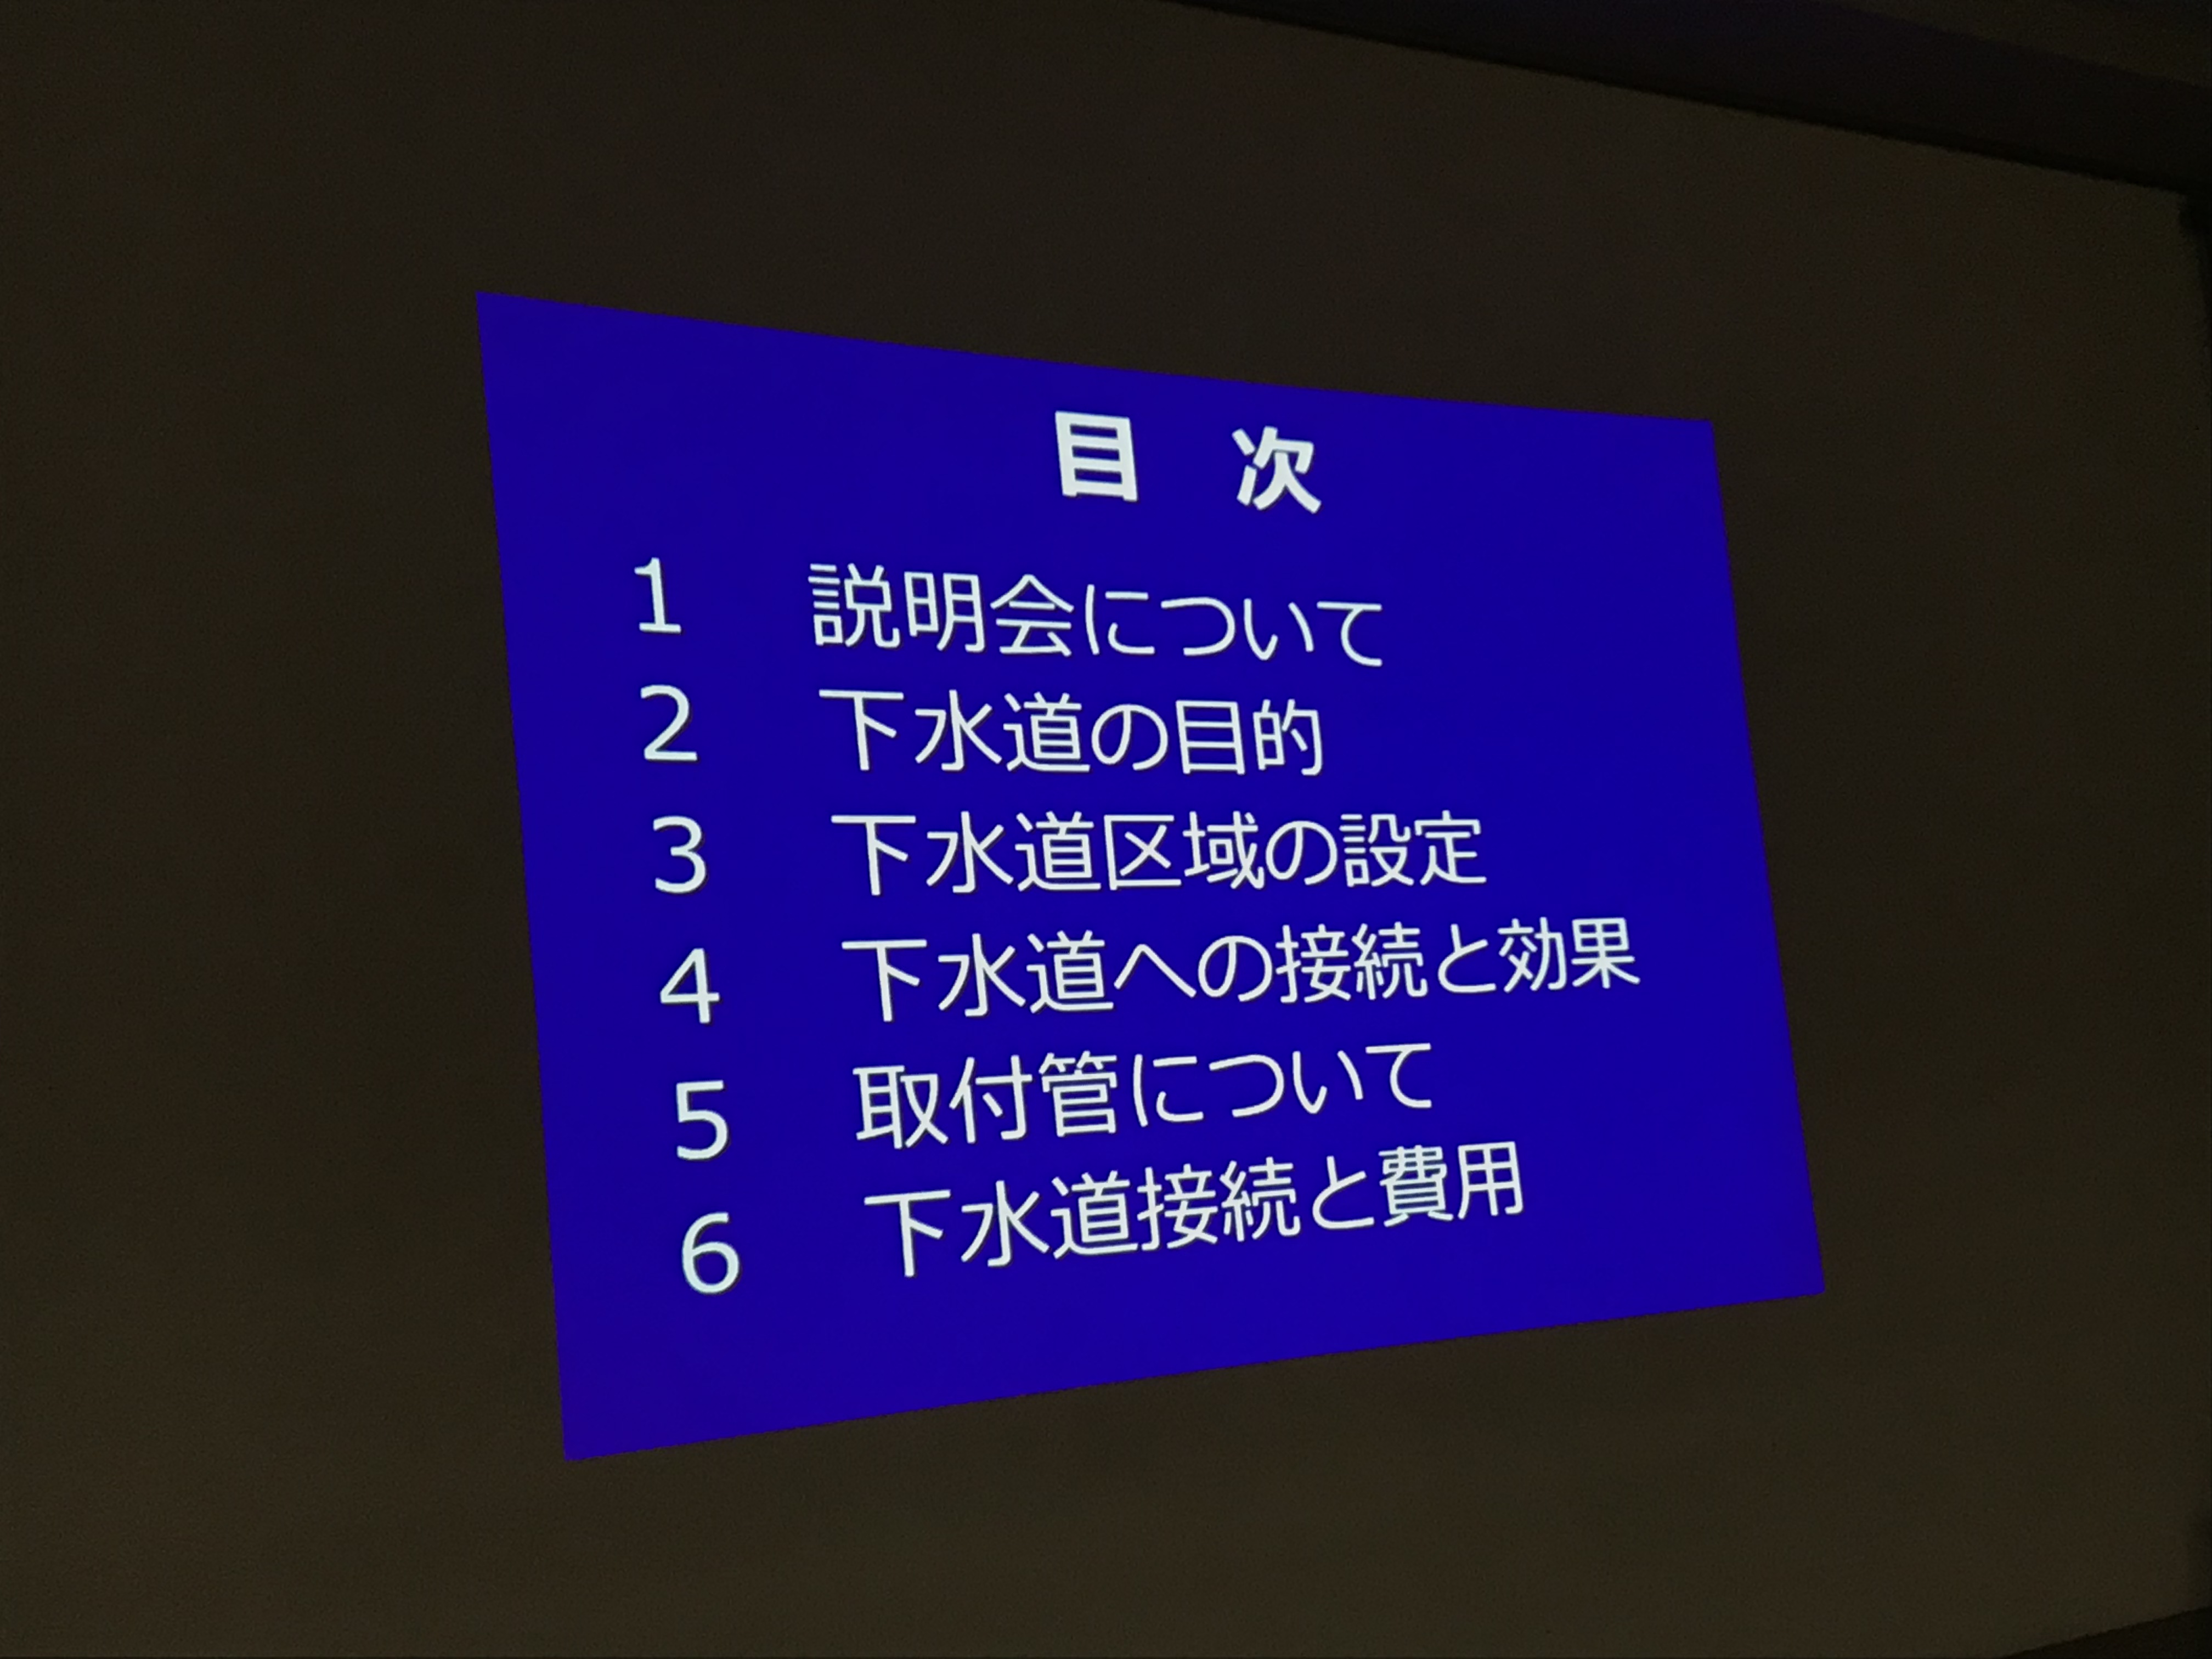 目 次
1 説明会について
2 下水道の目的
3 下水道区域の設定
4 下水道への接続と効果
5 取付管について
6 下水道接続と費用